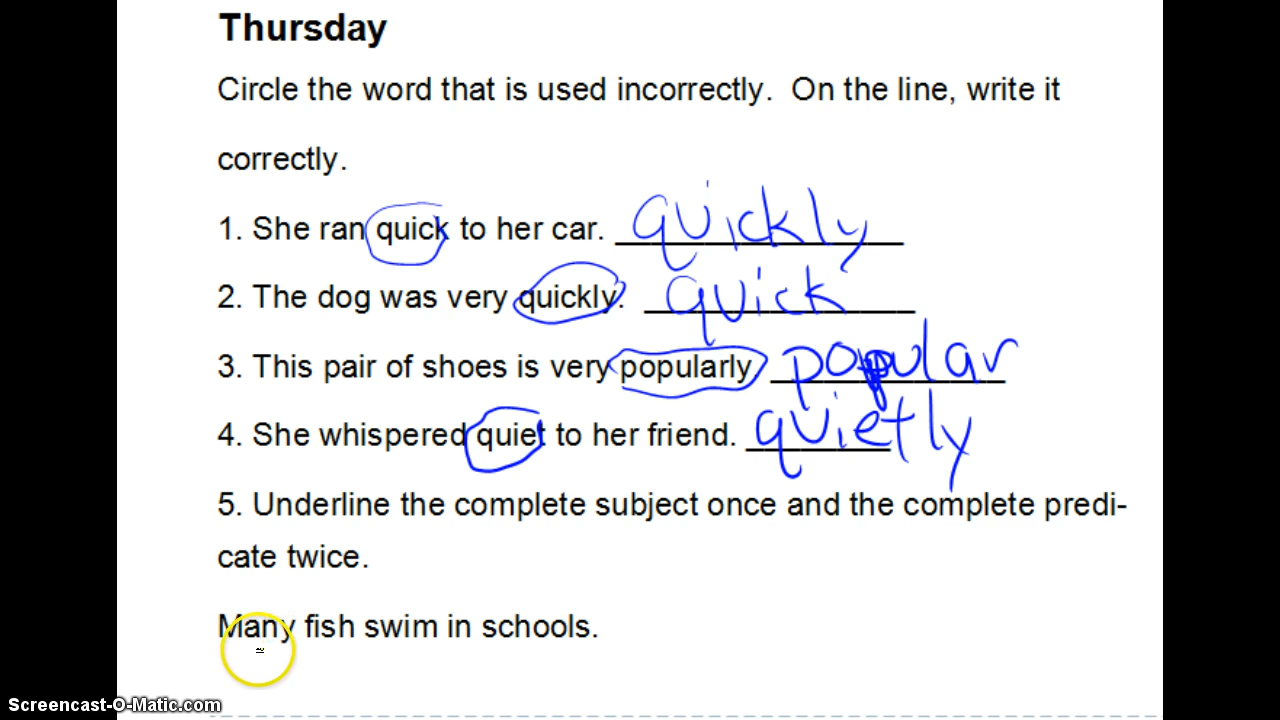 Thursday
Circle the word that is used incorrectly. On the line, write it
correctly.
1. She ran quick to her car. quickly
2. The dog was very quickly. quick
3. This pair of shoes is very popularly. popular
4. She whispered quiet to her friend. quietly
5. Underline the complete subject once and the complete predi-
cate twice.
Many fish swim in schools.
Screencast-O-Matic.com